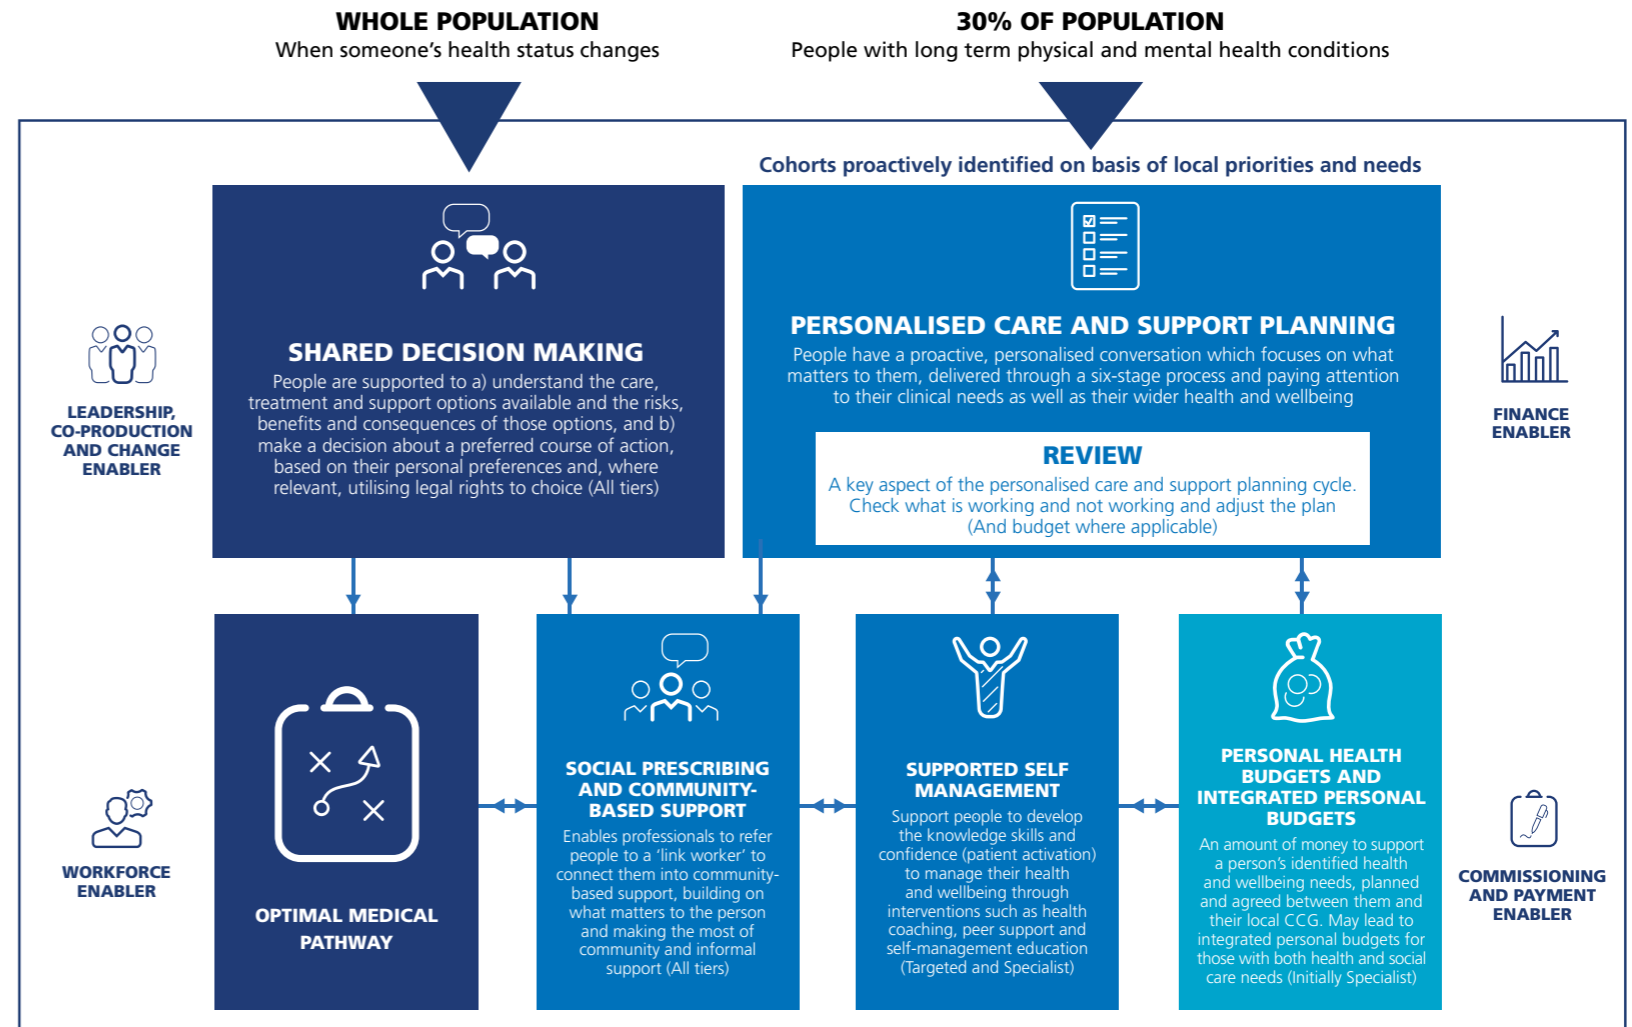 WHOLE POPULATION
When someone's health status changes
30% OF POPULATION
People with long term physical and mental health conditions
Cohorts proactively identified on basis of local priorities and needs
SHARED DECISION MAKING
People are supported to a) understand the care,
treatment and support options available and the risks,
benefits and consequences of those options, and b)
make a decision about a preferred course of action,
based on their personal preferences and, where
relevant, utilising legal rights to choice (All tiers)
PERSONALISED CARE AND SUPPORT PLANNING
People have a proactive, personalised conversation which focuses on what
matters to them, delivered through a six-stage process and paying attention
to their clinical needs as well as their wider health and wellbeing
REVIEW
A key aspect of the personalised care and support planning cycle.
Check what is working and not working and adjust the plan
(And budget where applicable)
LEADERSHIP,
CO-PRODUCTION
AND CHANGE
ENABLER
FINANCE
ENABLER
WORKFORCE
ENABLER
OPTIMAL MEDICAL
PATHWAY
SOCIAL PRESCRIBING
AND COMMUNITY-
BASED SUPPORT
Enables professionals to refer
people to a 'link worker' to
connect them into community-
based support, building on
what matters to the person
and making the most of
community and informal
support (All tiers)
SUPPORTED SELF
MANAGEMENT
Support people to develop
the knowledge skills and
confidence (patient activation)
to manage their health
and wellbeing through
interventions such as health
coaching, peer support and
self-management education
(Targeted and Specialist)
PERSONAL HEALTH
BUDGETS AND
INTEGRATED PERSONAL
BUDGETS
An amount of money to support
a person's identified health
and wellbeing needs, planned
and agreed between them and
their local CCG. May lead to
integrated personal budgets for
those with both health and social
care needs (Initially Specialist)
COMMISSIONING
AND PAYMENT
ENABLER